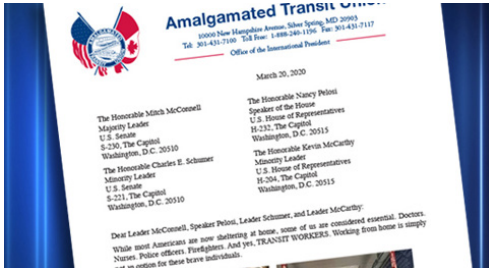 Amalgamated Transit Union
10000 New Hampshire Avenue, Silver Spring, MD 20903
Tel: 301-431-7100 Toll Free: 1-888-240-1196 Fax: 301-431-7117
Office of the International President
March 20, 2020
The Honorable Mitch McConnell
Majority Leader
U.S. Senate
S-230, The Capitol
Washington, D.C. 20510
The Honorable Nancy Pelosi
Speaker of the House
U.S. House of Representatives
H-232, The Capitol
Washington, D.C. 20515
The Honorable Charles E. Schumer
Minority Leader
U.S. Senate
S-221, The Capitol
Washington, D.C. 20510
The Honorable Kevin McCarthy
Minority Leader
U.S. House of Representatives
H-204, The Capitol
Washington, D.C. 20515
Dear Leader McConnell, Speaker Pelosi, Leader Schumer, and Leader McCarthy:
While most Americans are now sheltering at home, some of us are considered essential. Doctors.
Nurses. Police officers. Firefighters. And yes, TRANSIT WORKERS. Working from home is simply
not an option for these brave individuals.